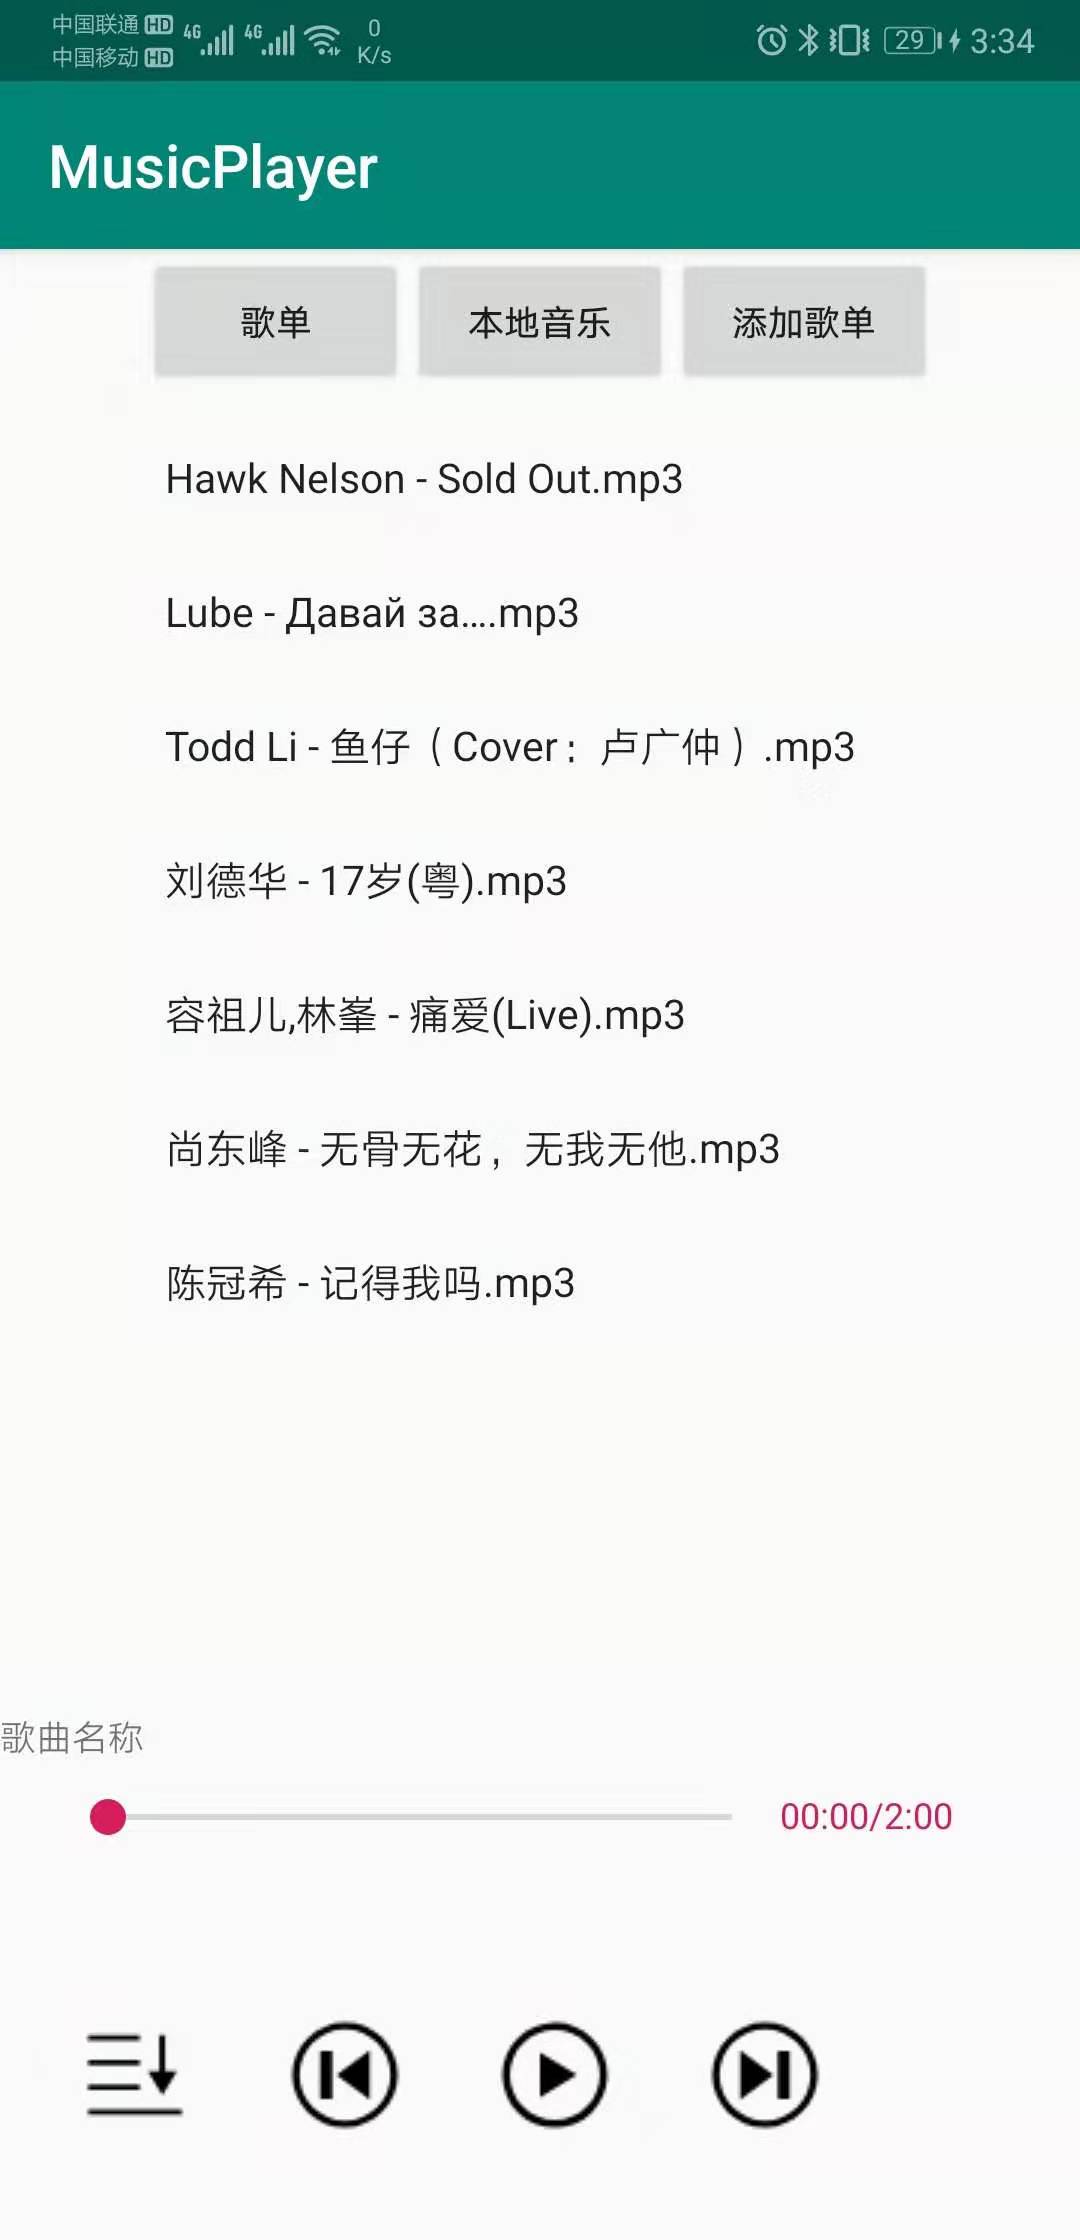 中国联通 HD 4G 4G 0 29 3:34
中国移动 HD K/s
MusicPlayer
歌单 本地音乐 添加歌单
Hawk Nelson - Sold Out.mp3
Lube - Давай за....mp3
Todd Li - 鱼仔（Cover：卢广仲）.mp3
刘德华 - 17岁(粤).mp3
容祖儿,林峯 - 痛爱(Live).mp3
尚东峰 - 无骨无花，无我无他.mp3
陈冠希 - 记得我吗.mp3
歌曲名称
00:00/2:00